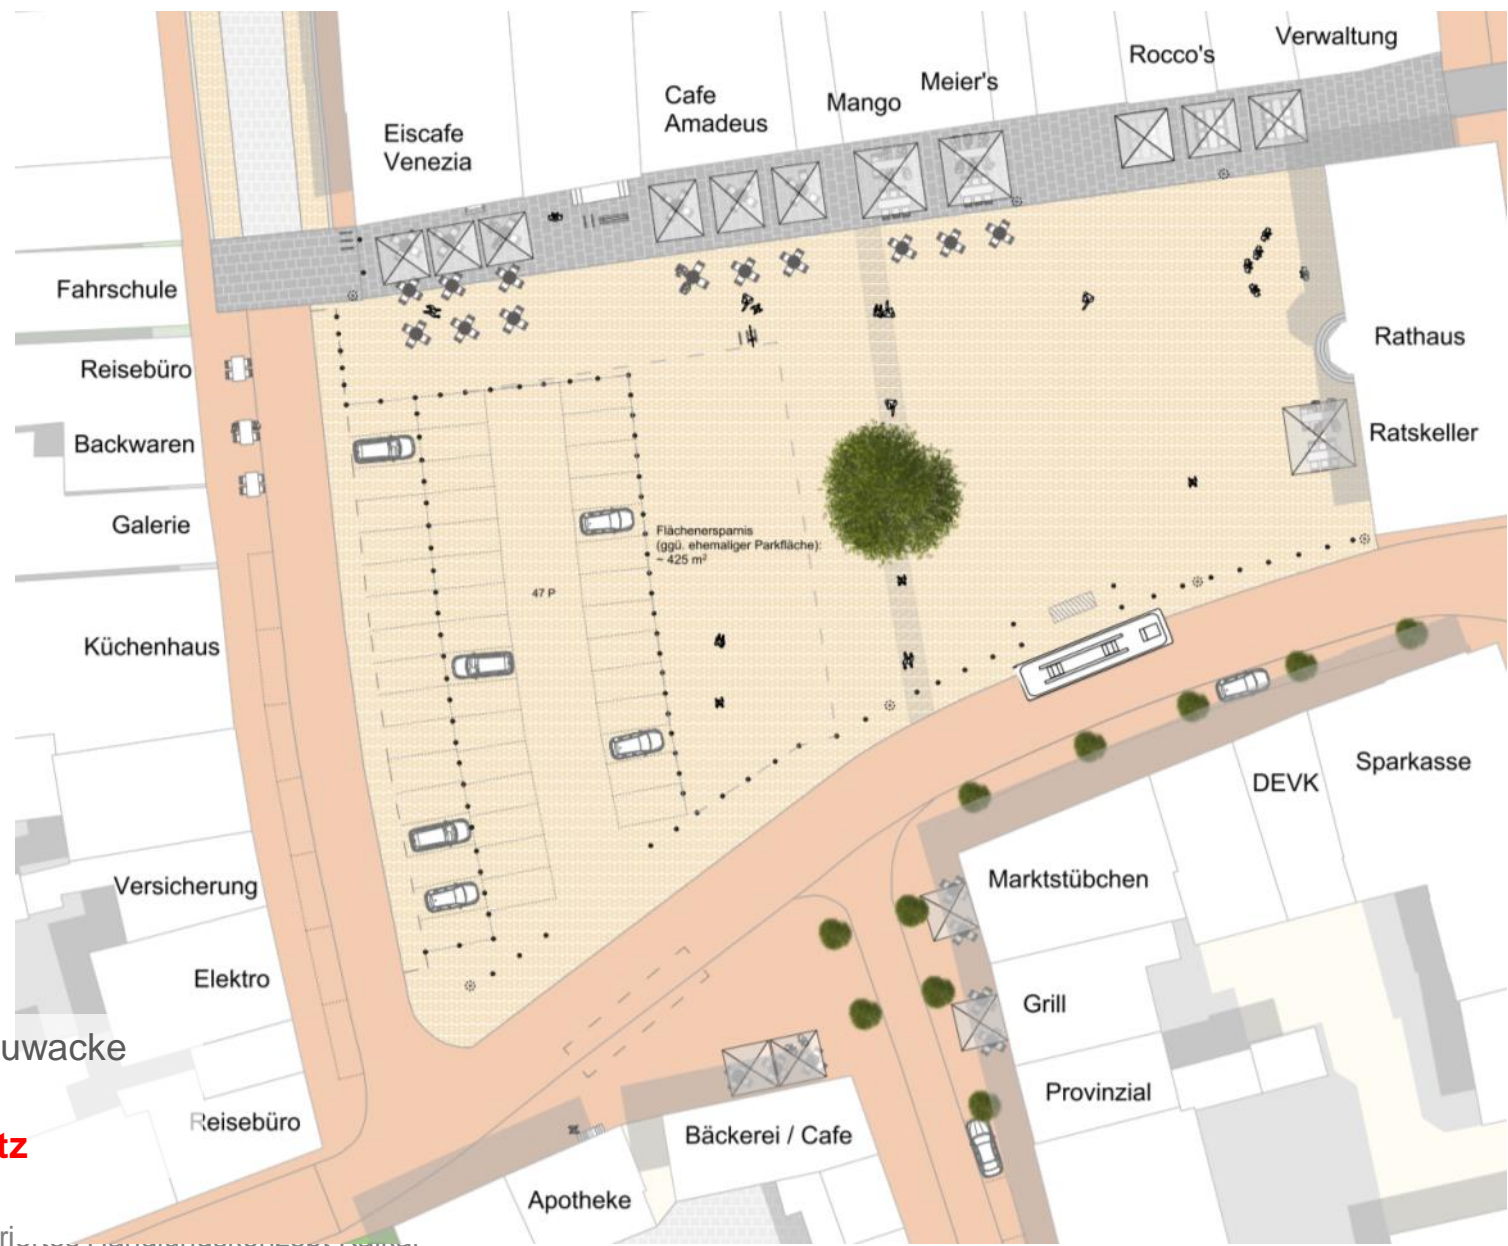 Verwaltung
Rocco's
Meier's
Mango
Cafe
Amadeus
Eiscafe
Venezia
Fahrschule
Reisebüro
Backwaren
Galerie
Küchenhaus
Rathaus
Ratskeller
Flächenersparnis
(ggü. ehemaliger Parkfläche):
~ 425 m²
47 P
Sparkasse
DEVK
Marktstübchen
Versicherung
Elektro
Grill
uwacke
Provinzial
Reisebüro
Bäckerei / Cafe
tz
Apotheke